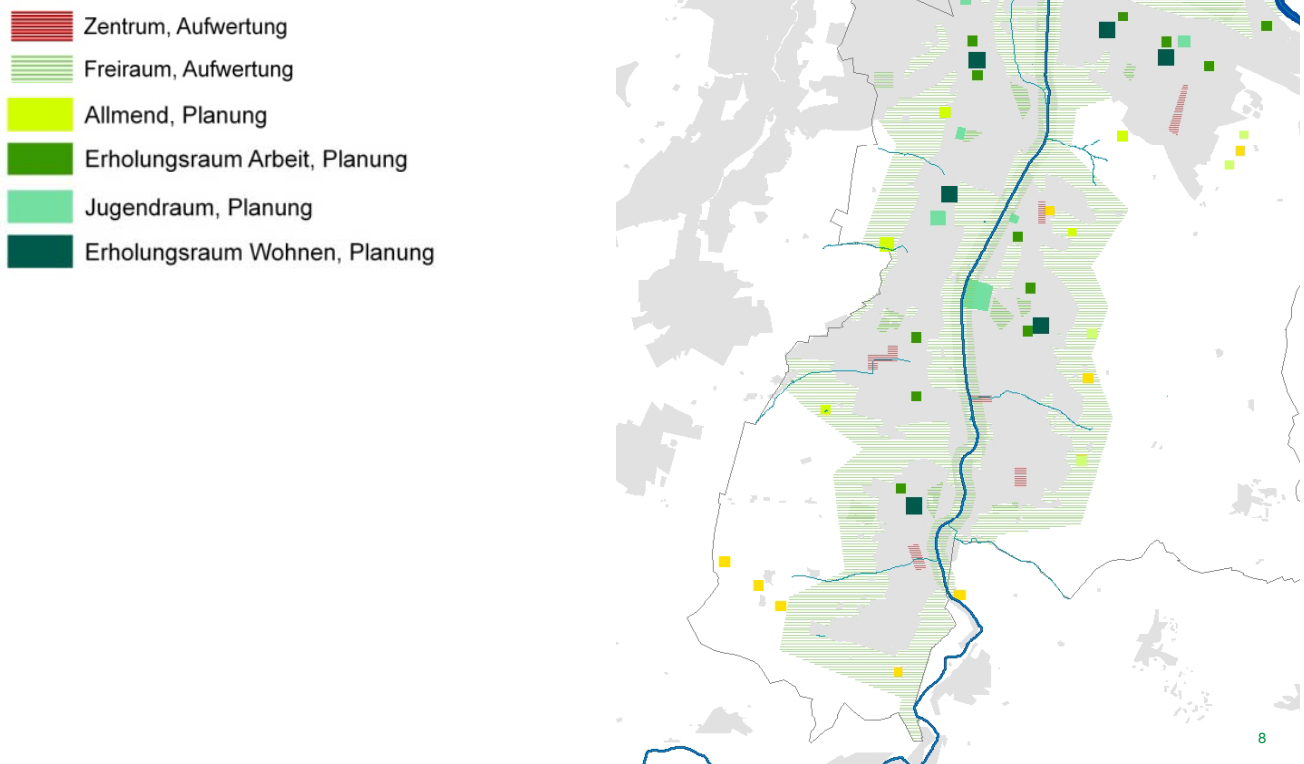 Zentrum, Aufwertung
Freiraum, Aufwertung
Allmend, Planung
Erholungsraum Arbeit, Planung
Jugendraum, Planung
Erholungsraum Wohnen, Planung
8